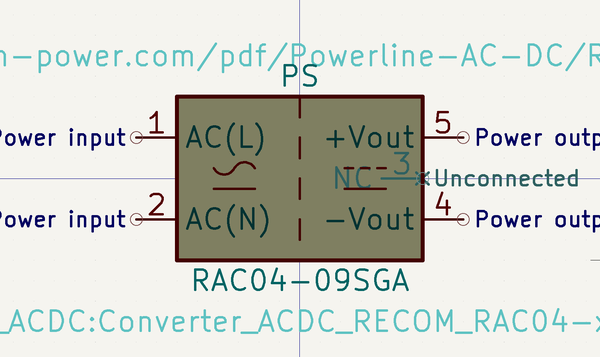 n-power.com/pdf/Powerline-AC-DC/R
PS
Power input 1 AC(L) +Vout 5 Power outp
NC 3 Unconnected
Power input 2 AC(N) -Vout 4 Power outp
RAC04-09SGA
_ACDC:Converter_ACDC_RECOM_RAC04-